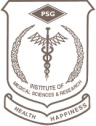 PSG
INSTITUTE OF
MEDICAL SCIENCES & RESEARCH
HEALTH HAPPINESS